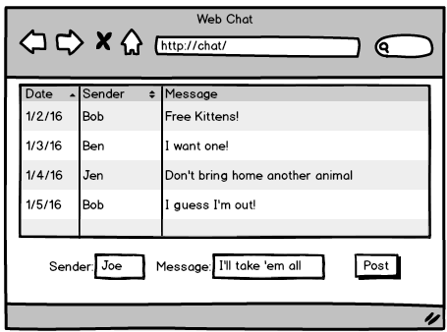 Web Chat
http://chat/
Date Sender Message
1/2/16 Bob Free Kittens!
1/3/16 Ben I want one!
1/4/16 Jen Don't bring home another animal
1/5/16 Bob I guess I'm out!
Sender: Joe Message: I'll take 'em all Post